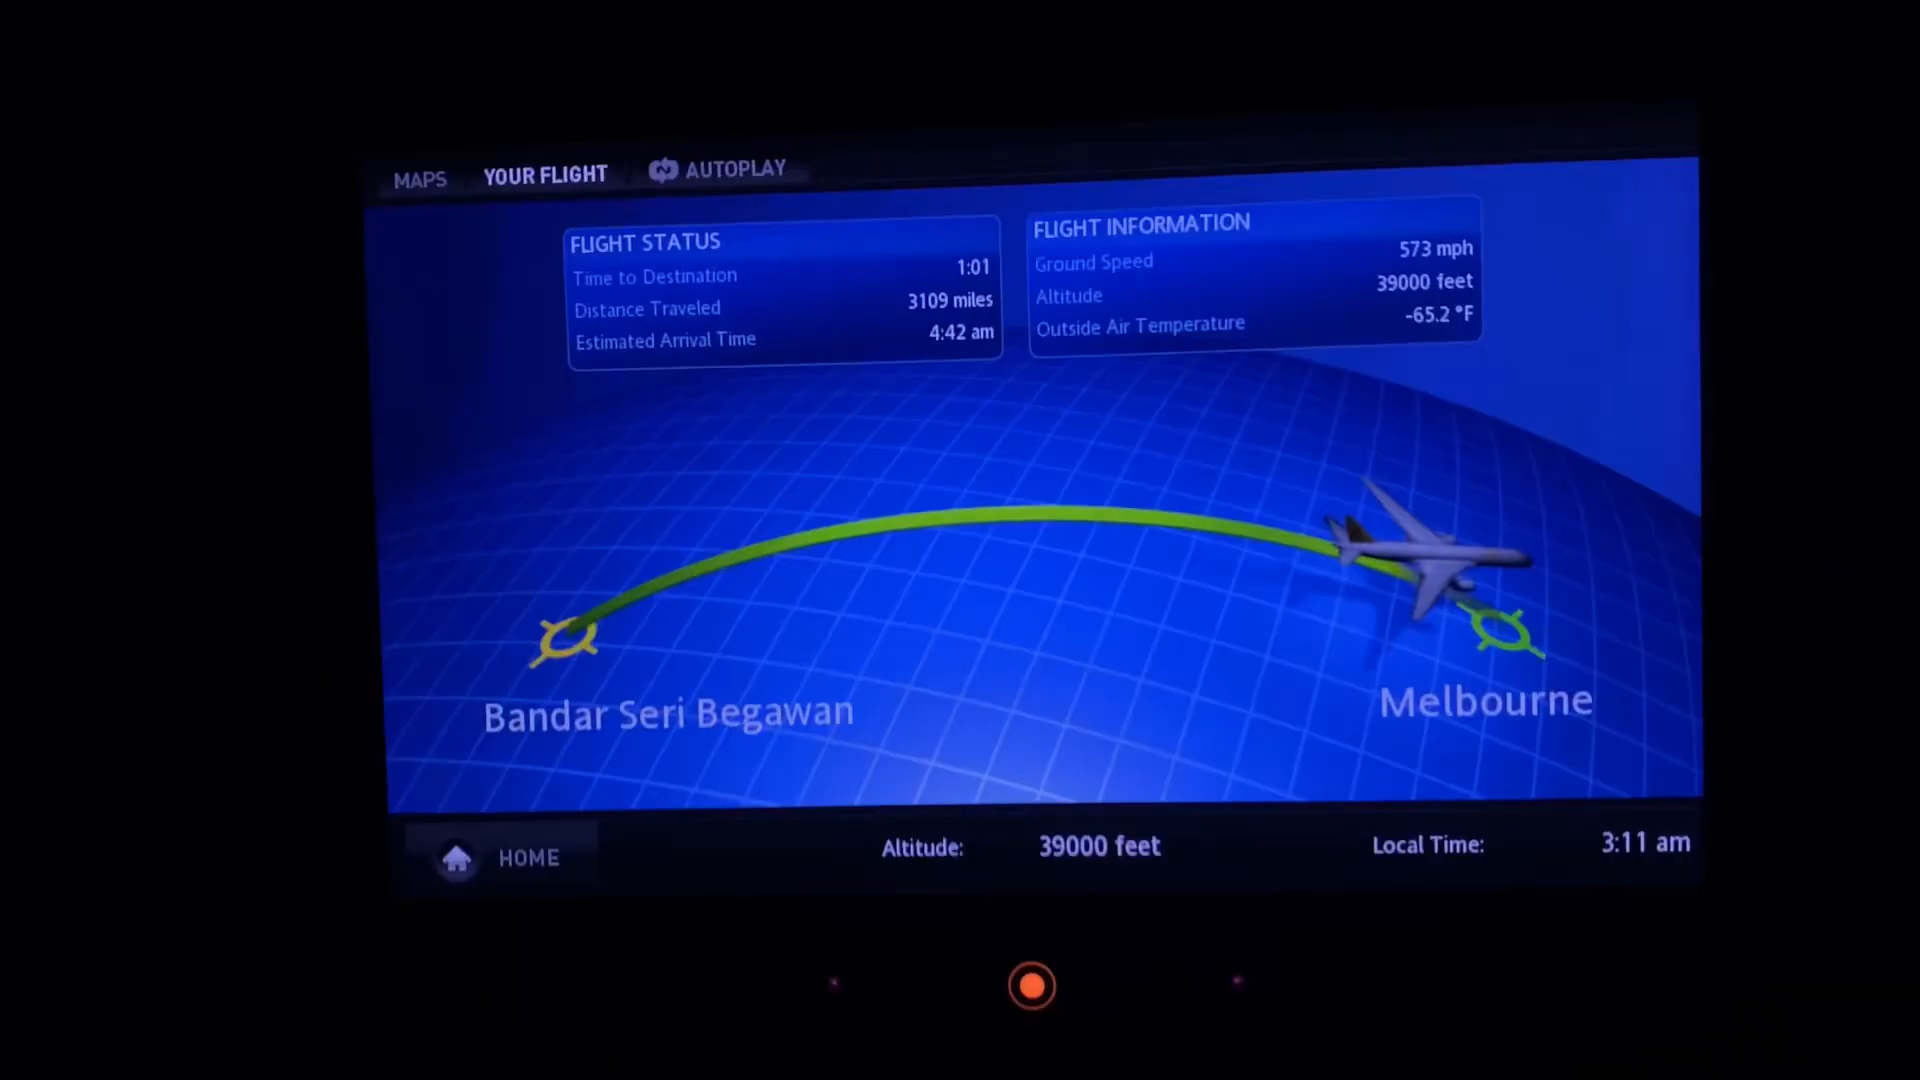 MAPS YOUR FLIGHT AUTOPLAY
FLIGHT STATUS
Time to Destination 1:01
Distance Traveled 3109 miles
Estimated Arrival Time 4:42 am
FLIGHT INFORMATION
Ground Speed 573 mph
Altitude 39000 feet
Outside Air Temperature -65.2 °F
Bandar Seri Begawan
Melbourne
HOME Altitude: 39000 feet Local Time: 3:11 am